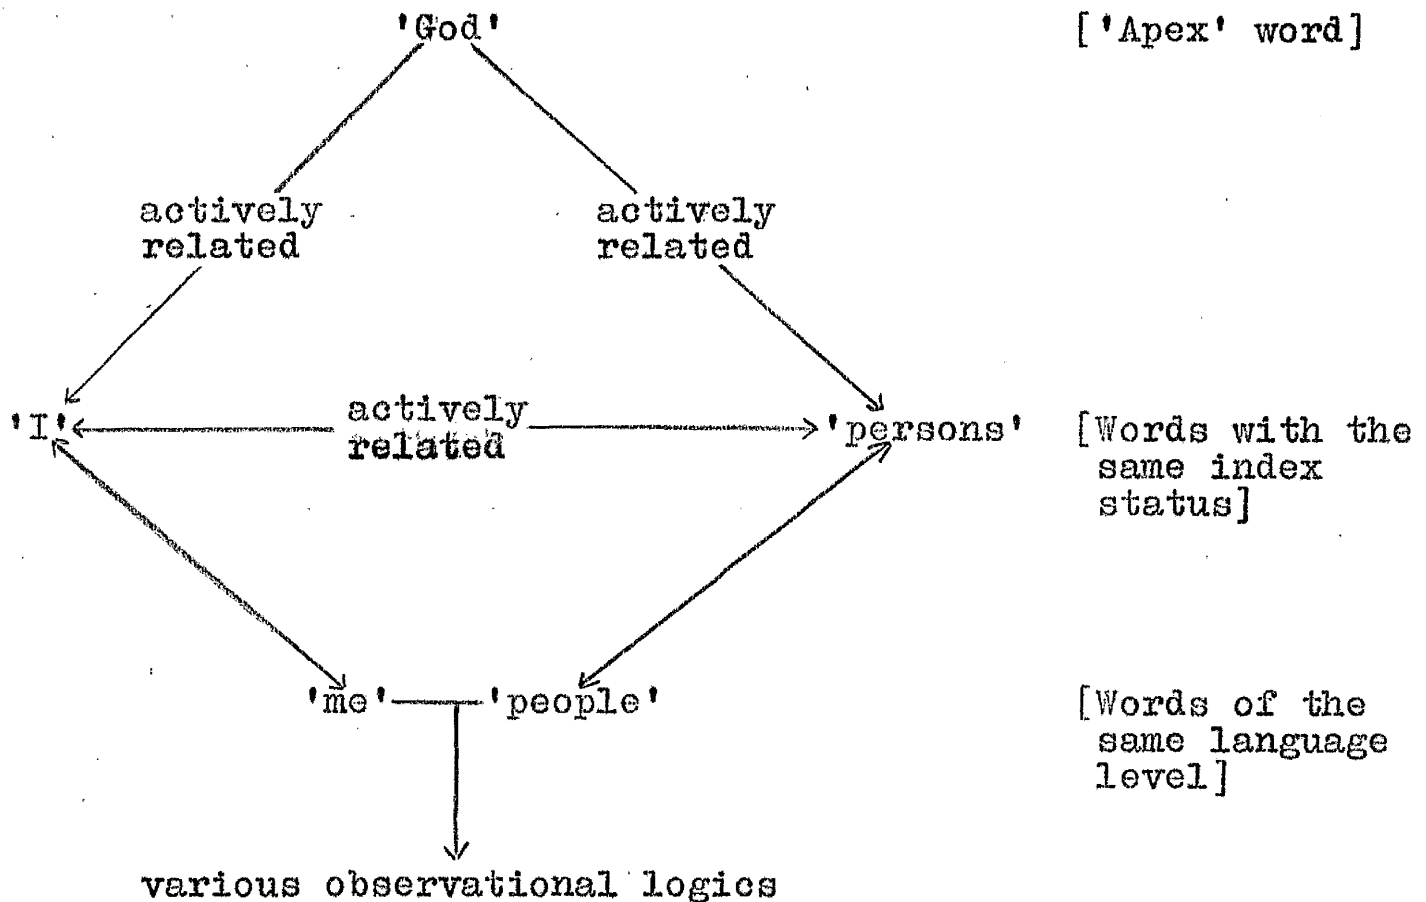 'God' ['Apex' word]
actively actively
related related
'I' actively 'persons' [Words with the
related same index
status]
'me' 'people' [Words of the
same language
level]
various observational logics